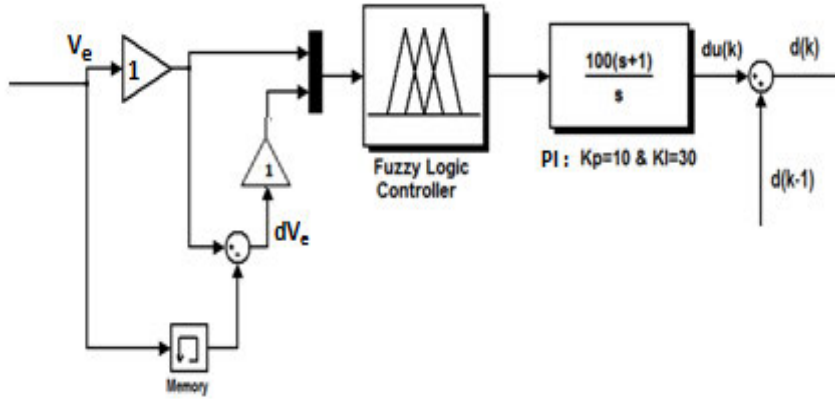 Vₑ
1
1
dVₑ
Memory
Fuzzy Logic
Controller
100(s+1)
s
PI : Kp=10 & KI=30
du(k)
d(k)
d(k-1)